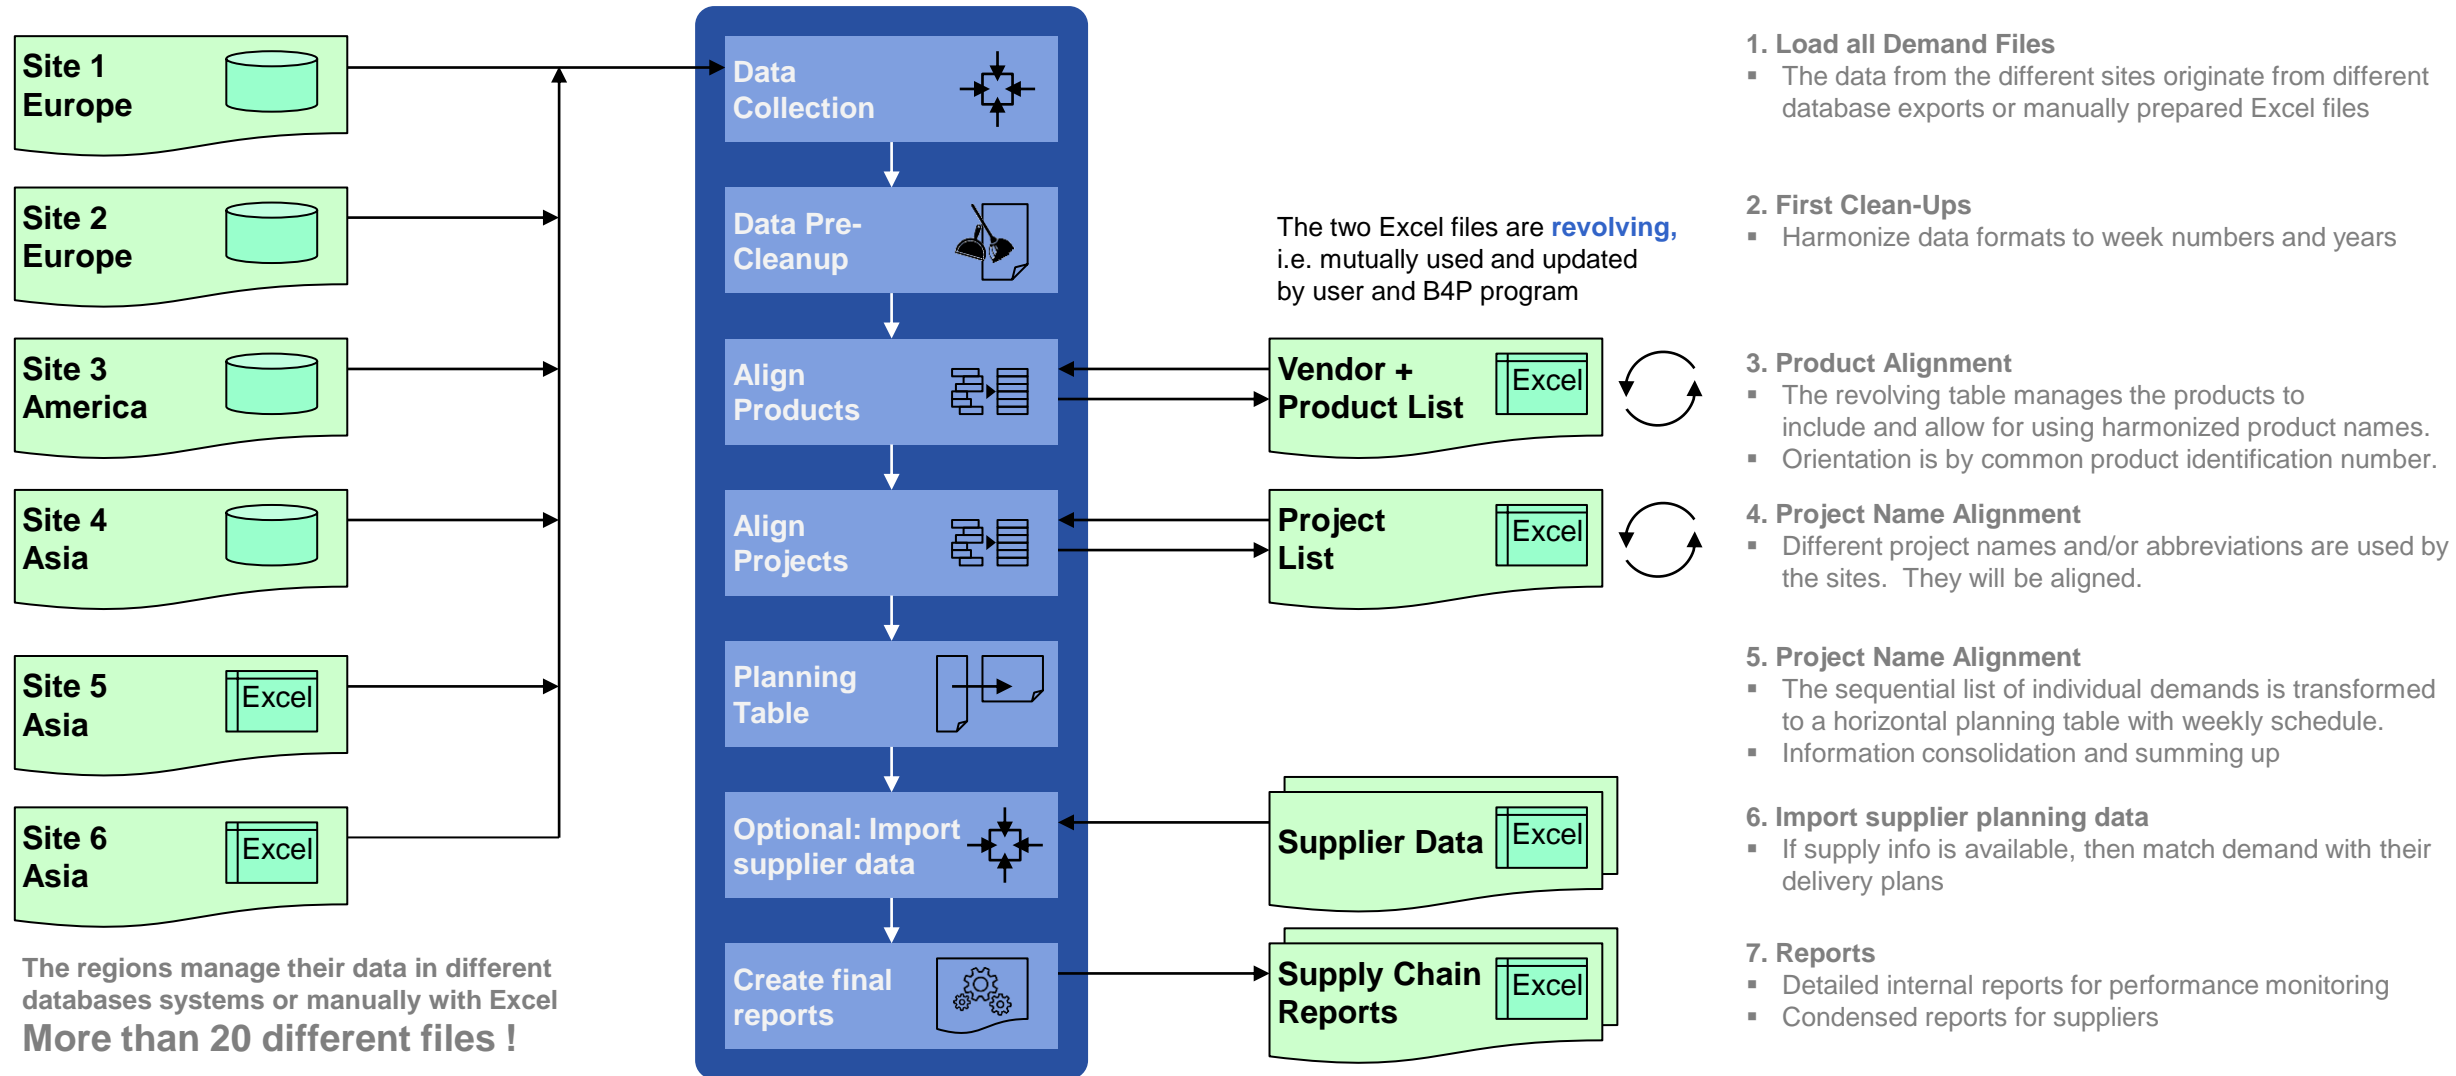 Site 1
Europe
Site 2
Europe
Site 3
America
Site 4
Asia
Site 5
Asia
Excel
Site 6
Asia
Excel
The regions manage their data in different
databases systems or manually with Excel
More than 20 different files !
Data
Collection
Data Pre-
Cleanup
Align
Products
Align
Projects
Planning
Table
Optional: Import
supplier data
Create final
reports
The two Excel files are revolving,
i.e. mutually used and updated
by user and B4P program
Vendor +
Product List
Excel
Project
List
Excel
Supplier Data
Excel
Supply Chain
Reports
Excel
1. Load all Demand Files
▪ The data from the different sites originate from different
database exports or manually prepared Excel files
2. First Clean-Ups
▪ Harmonize data formats to week numbers and years
3. Product Alignment
▪ The revolving table manages the products to
include and allow for using harmonized product names.
▪ Orientation is by common product identification number.
4. Project Name Alignment
▪ Different project names and/or abbreviations are used by
the sites.  They will be aligned.
5. Project Name Alignment
▪ The sequential list of individual demands is transformed
to a horizontal planning table with weekly schedule.
▪ Information consolidation and summing up
6. Import supplier planning data
▪ If supply info is available, then match demand with their
delivery plans
7. Reports
▪ Detailed internal reports for performance monitoring
▪ Condensed reports for suppliers